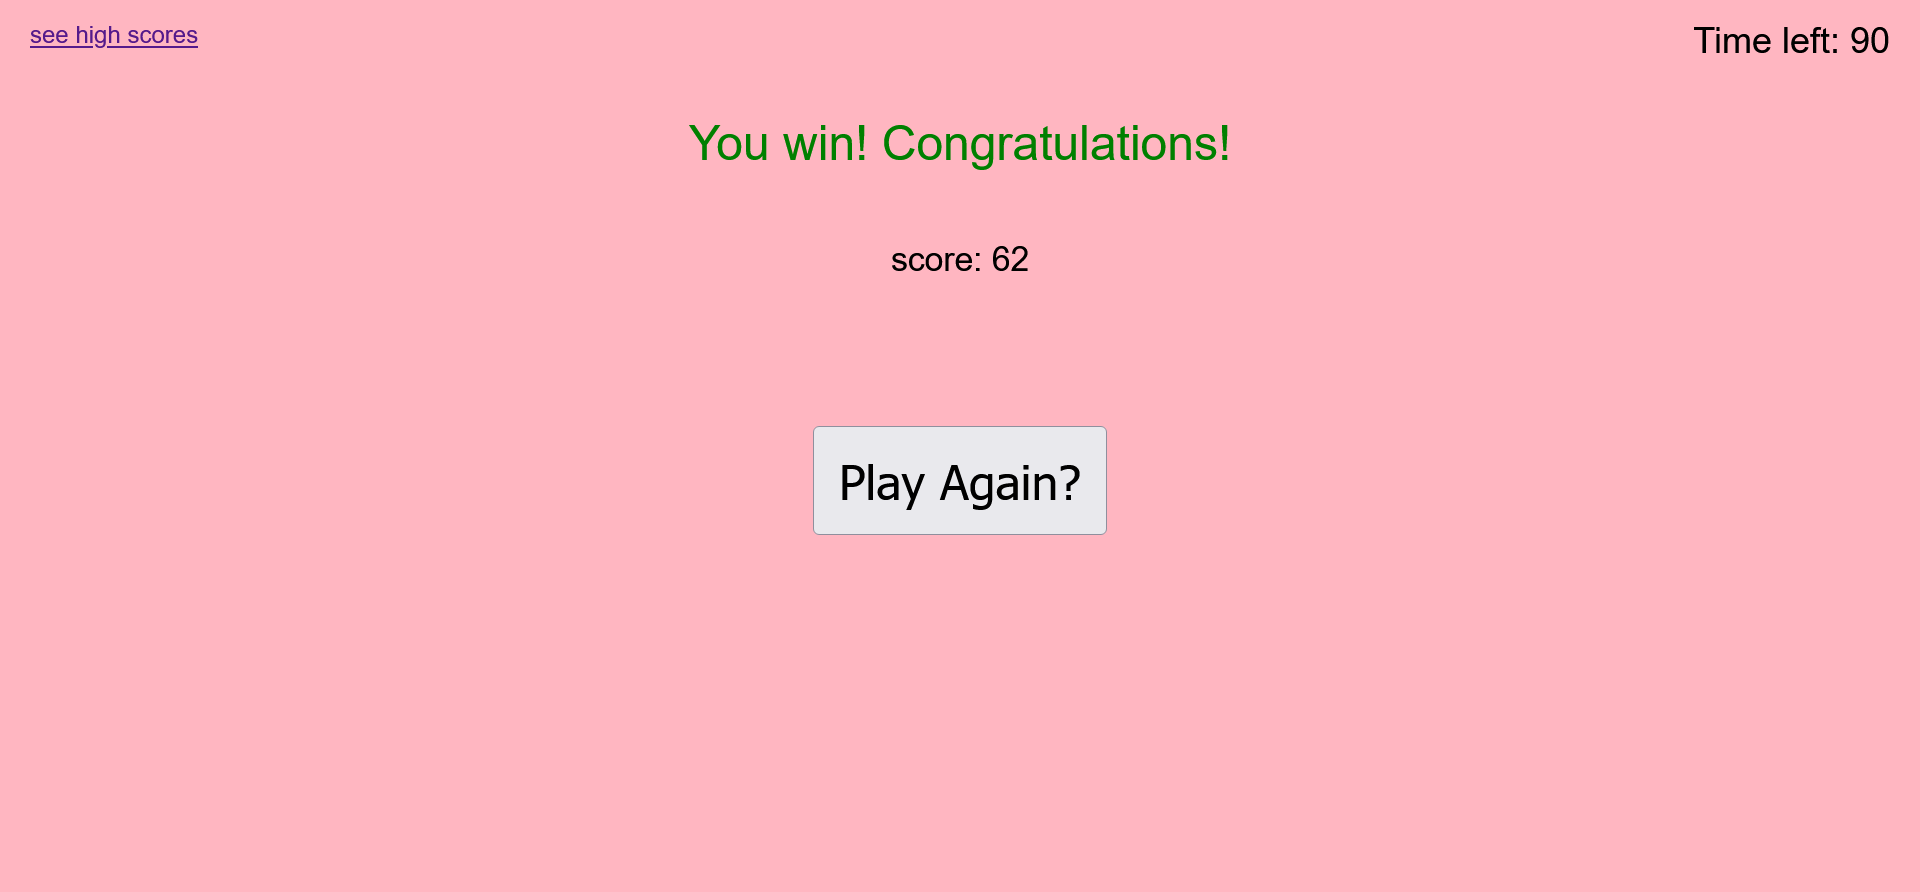 see high scores
Time left: 90
You win! Congratulations!
score: 62
Play Again?